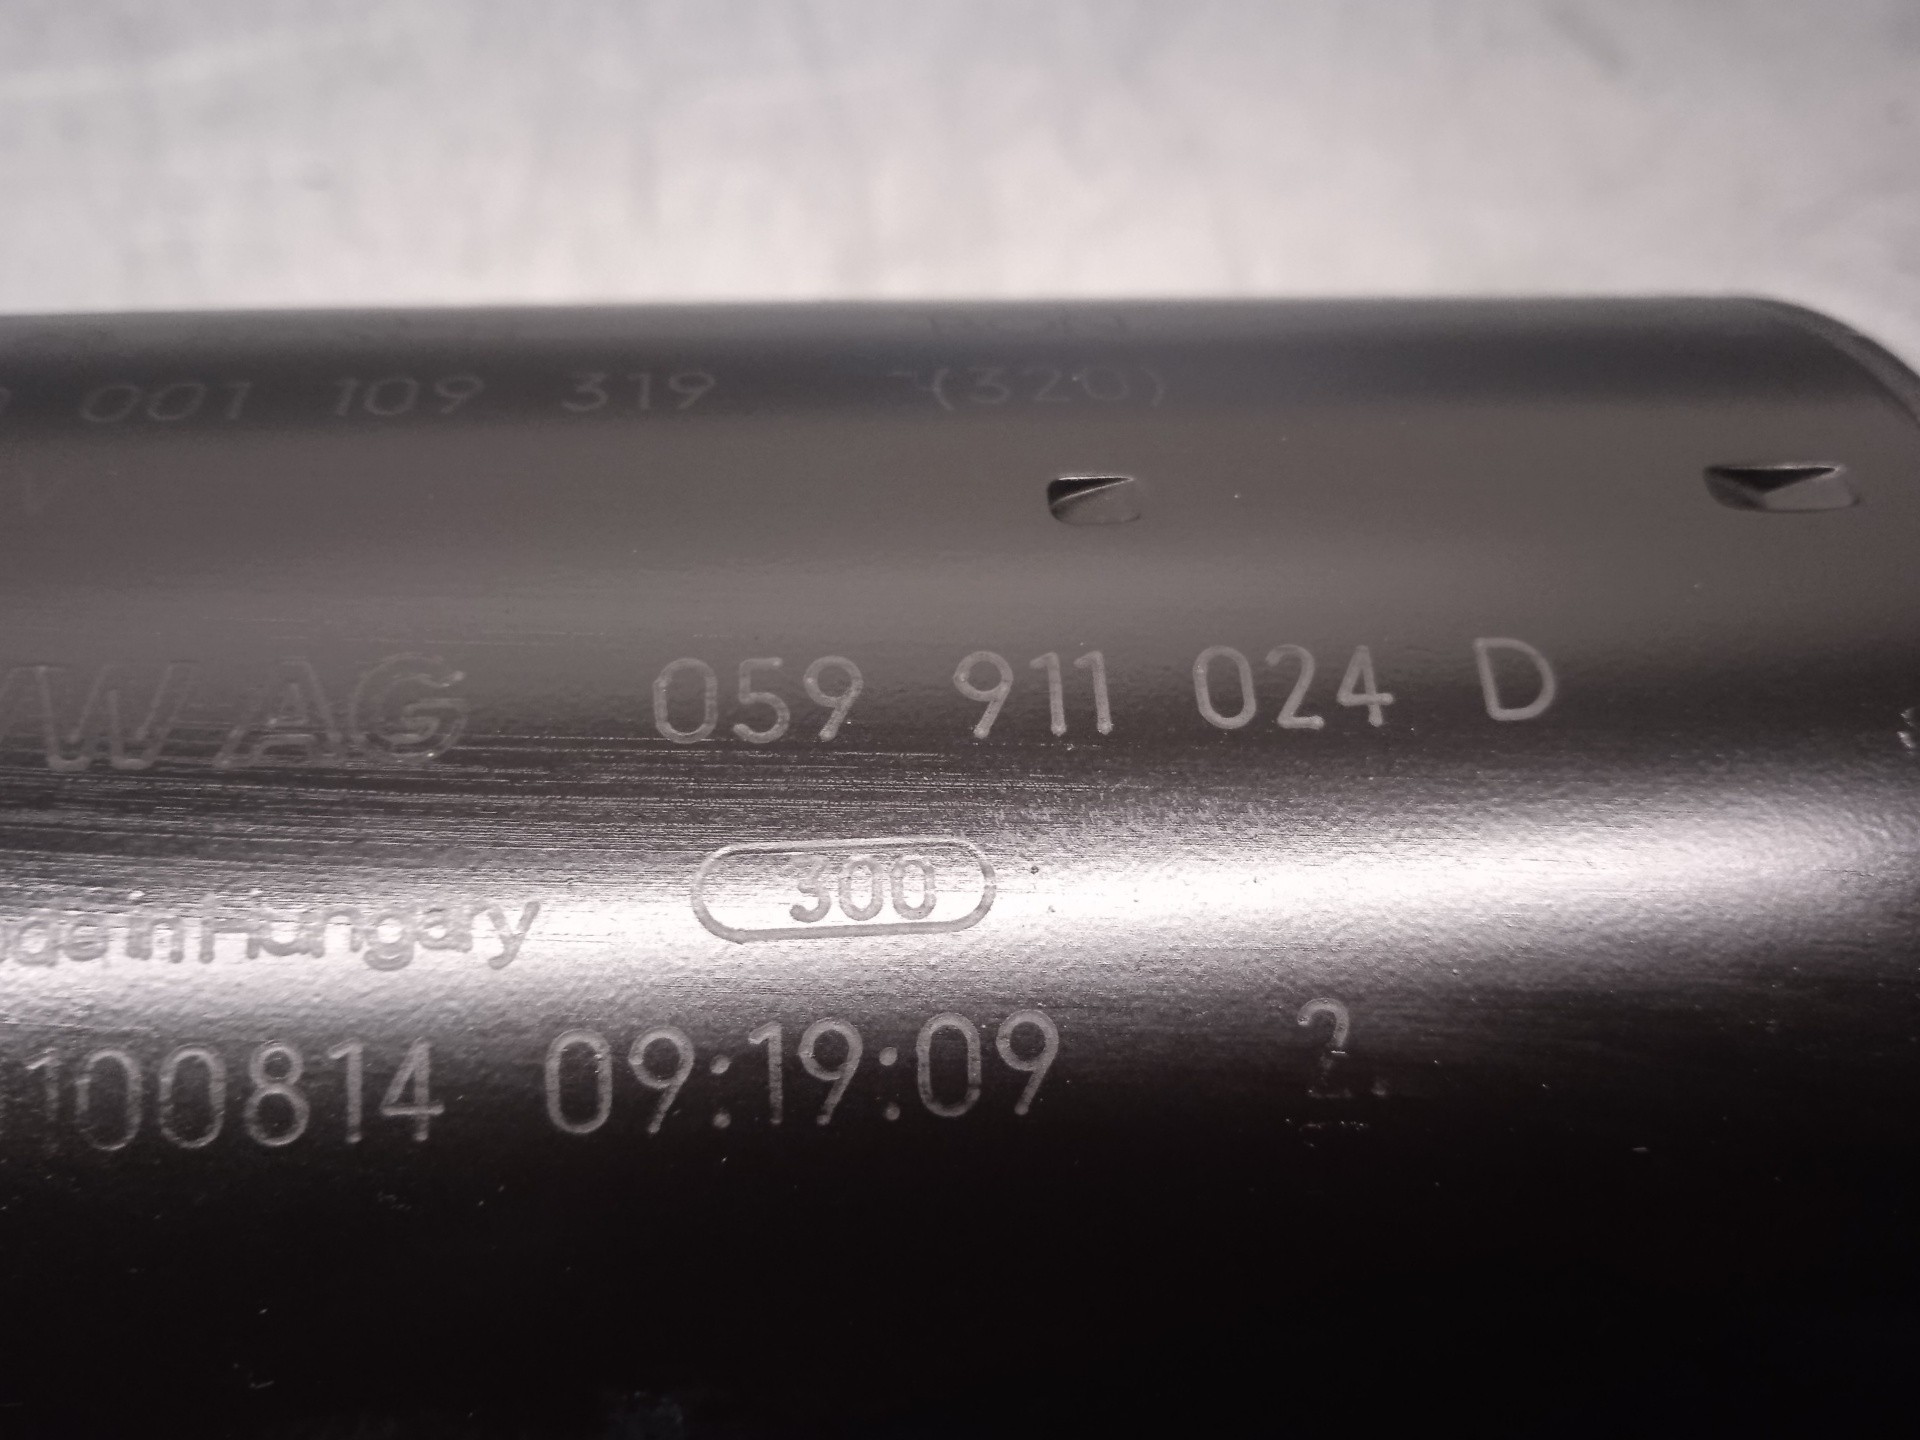 001 109 319 (320)
VW AG 059 911 024 D
made in Hungary 300
100814 09:19:09 2